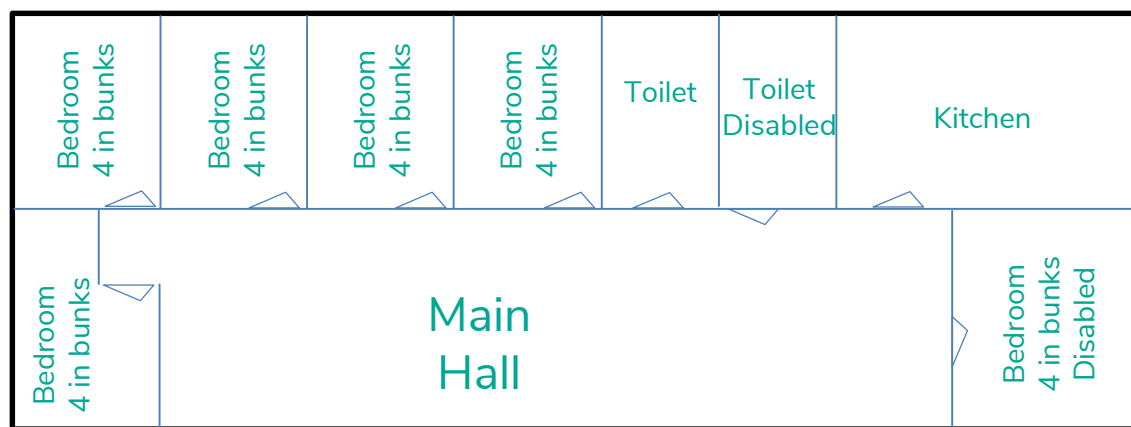 Bedroom
4 in bunks
Bedroom
4 in bunks
Bedroom
4 in bunks
Bedroom
4 in bunks
Toilet
Toilet
Disabled
Kitchen
Bedroom
4 in bunks
Main
Hall
Bedroom
4 in bunks
Disabled